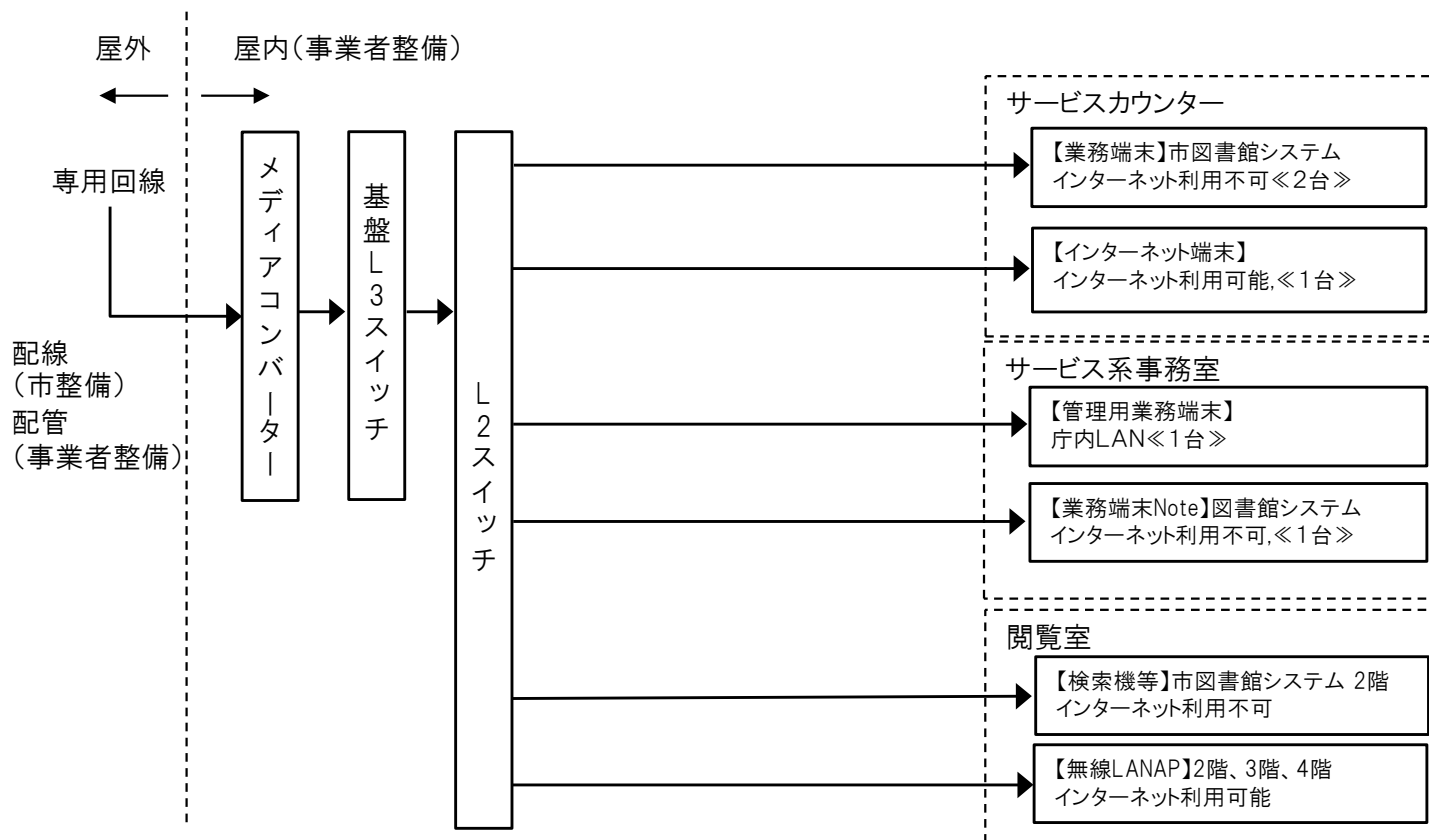 屋外
屋内（事業者整備）
専用回線
配線
（市整備）
配管
（事業者整備）
メディアコンバーター
基盤L3スイッチ
L2スイッチ
サービスカウンター
【業務端末】市図書館システム
インターネット利用不可≪２台≫
【インターネット端末】
インターネット利用可能,≪１台≫
サービス系事務室
【管理用業務端末】
庁内LAN≪１台≫
【業務端末Note】図書館システム
インターネット利用不可,≪１台≫
閲覧室
【検索機等】市図書館システム 2階
インターネット利用不可
【無線LANAP】2階、3階、4階
インターネット利用可能